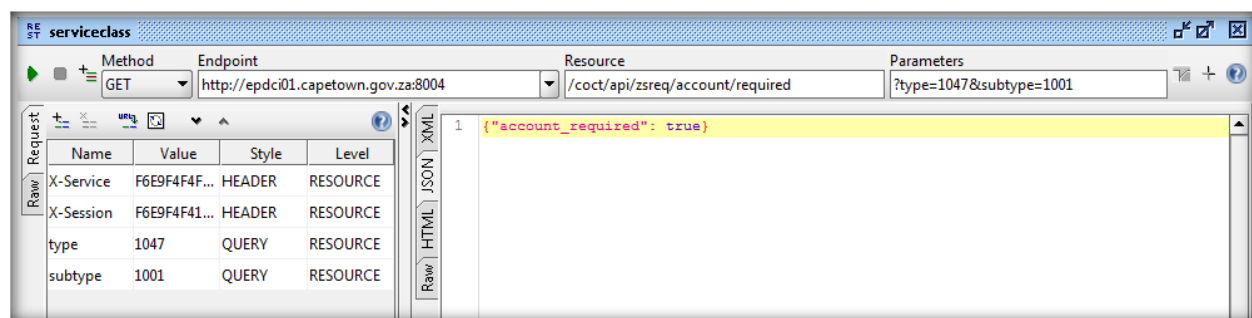 REST serviceclass
Method Endpoint Resource Parameters
GET http://epdci01.capetown.gov.za:8004 /coct/api/zsreq/account/required ?type=1047&subtype=1001
Request
Raw
URL
Name Value Style Level
X-Service F6E9F4F4F... HEADER RESOURCE
X-Session F6E9F4F41... HEADER RESOURCE
type 1047 QUERY RESOURCE
subtype 1001 QUERY RESOURCE
XML
JSON
HTML
Raw
1 {"account_required": true}